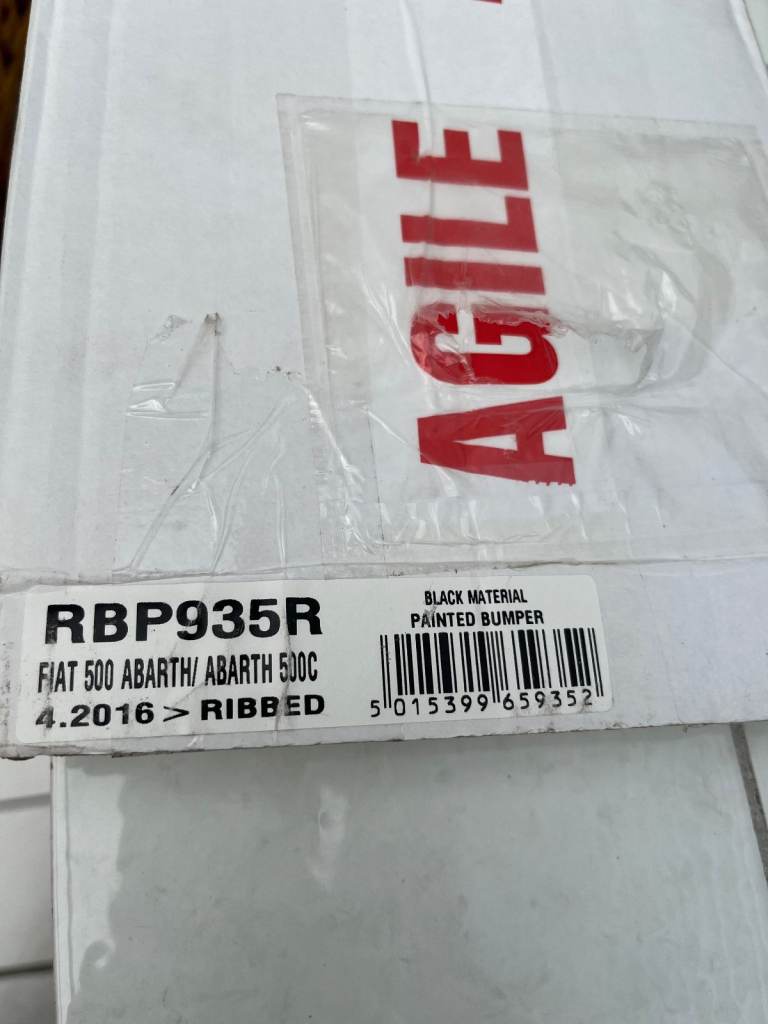 AGILE
RBP935R
FIAT 500 ABARTH/ ABARTH 500C
4.2016 > RIBBED
BLACK MATERIAL
PAINTED BUMPER
5 015399 659352